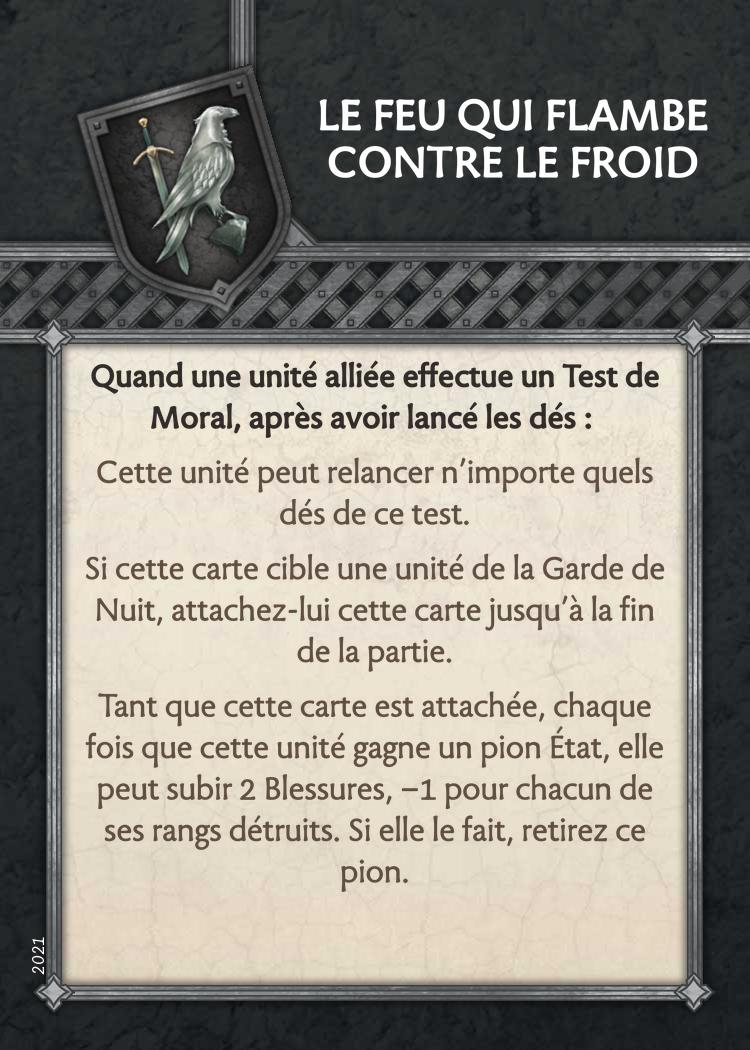 LE FEU QUI FLAMBE
CONTRE LE FROID
Quand une unité alliée effectue un Test de
Moral, après avoir lancé les dés :
Cette unité peut relancer n’importe quels
dés de ce test.
Si cette carte cible une unité de la Garde de
Nuit, attachez-lui cette carte jusqu’à la fin
de la partie.
Tant que cette carte est attachée, chaque
fois que cette unité gagne un pion État, elle
peut subir 2 Blessures, –1 pour chacun de
ses rangs détruits. Si elle le fait, retirez ce
pion.
2021